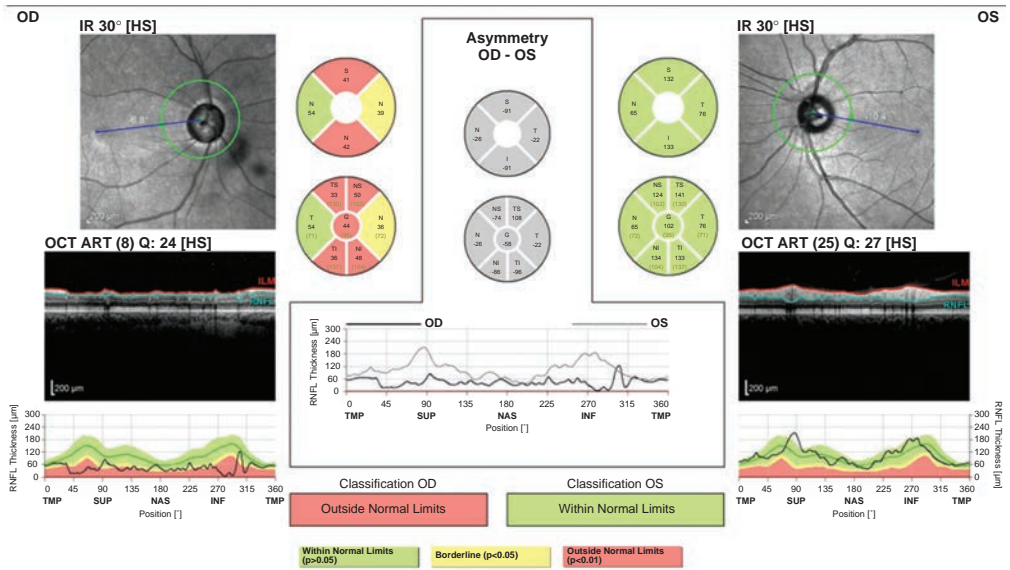 OD
OS
IR 30° [HS]
IR 30° [HS]
Asymmetry
OD - OS
200 µm
200 µm
S
41
N
54
N
39
N
42
S
-91
N
-26
T
-22
I
-91
S
132
N
65
T
76
I
133
TS
33
NS
50
T
54
(71)
G
44
N
36
(72)
TI
36
NI
48
NS
-74
TS
108
N
-26
G
-58
T
-22
NI
-86
TI
-96
NS
124
(103)
TS
141
(130)
N
65
(72)
G
102
T
76
(71)
NI
134
(104)
TI
133
(137)
OCT ART (8) Q: 24 [HS]
OCT ART (25) Q: 27 [HS]
ILM
RNFL
200 µm
ILM
RNFL
200 µm
OD
OS
RNFL Thickness [µm]
300
240
180
120
60
0
0 45 90 135 180 225 270 315 360
TMP SUP NAS INF TMP
Position [°]
RNFL Thickness [µm]
300
240
180
120
60
0
0 45 90 135 180 225 270 315 360
TMP SUP NAS INF TMP
Position [°]
RNFL Thickness [µm]
300
240
180
120
60
0
0 45 90 135 180 225 270 315 360
TMP SUP NAS INF TMP
Position [°]
Classification OD
Outside Normal Limits
Classification OS
Within Normal Limits
Within Normal Limits
(p>0.05)
Borderline (p<0.05)
Outside Normal Limits
(p<0.01)